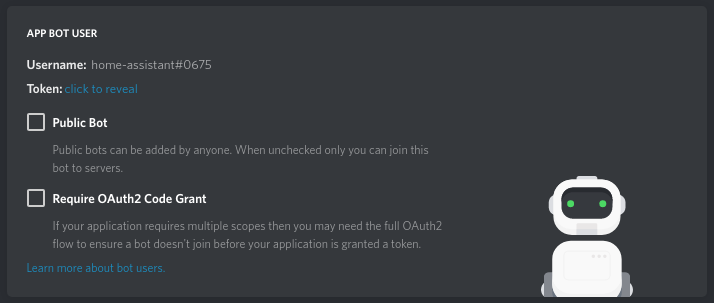 APP BOT USER
Username: home-assistant#0675
Token: click to reveal
Public Bot
Public bots can be added by anyone. When unchecked only you can join this
bot to servers.
Require OAuth2 Code Grant
If your application requires multiple scopes then you may need the full OAuth2
flow to ensure a bot doesn't join before your application is granted a token.
Learn more about bot users.